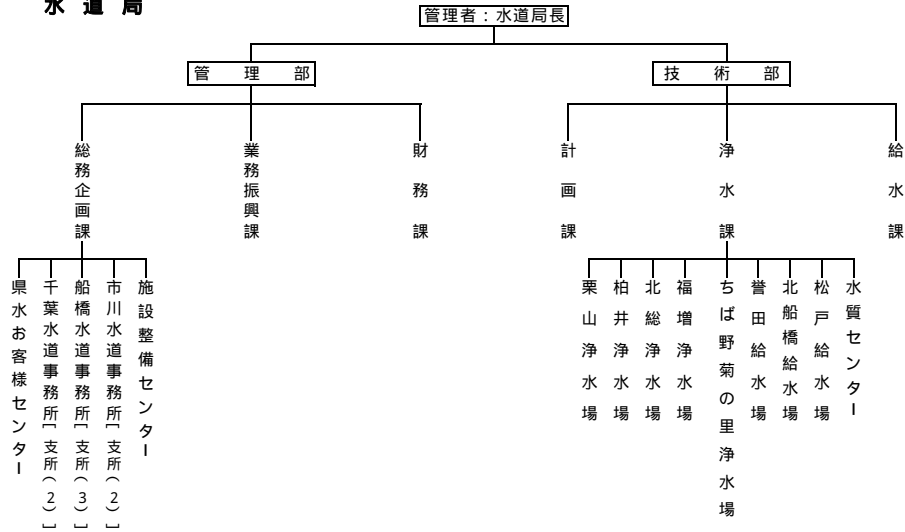 水道局
管理者：水道局長
管理部
技術部
総務企画課
業務振興課
財務課
計画課
浄水課
給水課
県水お客様センター
千葉水道事務所[支所(2)]
船橋水道事務所[支所(3)]
市川水道事務所[支所(2)]
施設整備センター
栗山浄水場
柏井浄水場
北総浄水場
福増浄水場
ちば野菊の里浄水場
誉田給水場
北船橋給水場
松戸給水場
水質センター